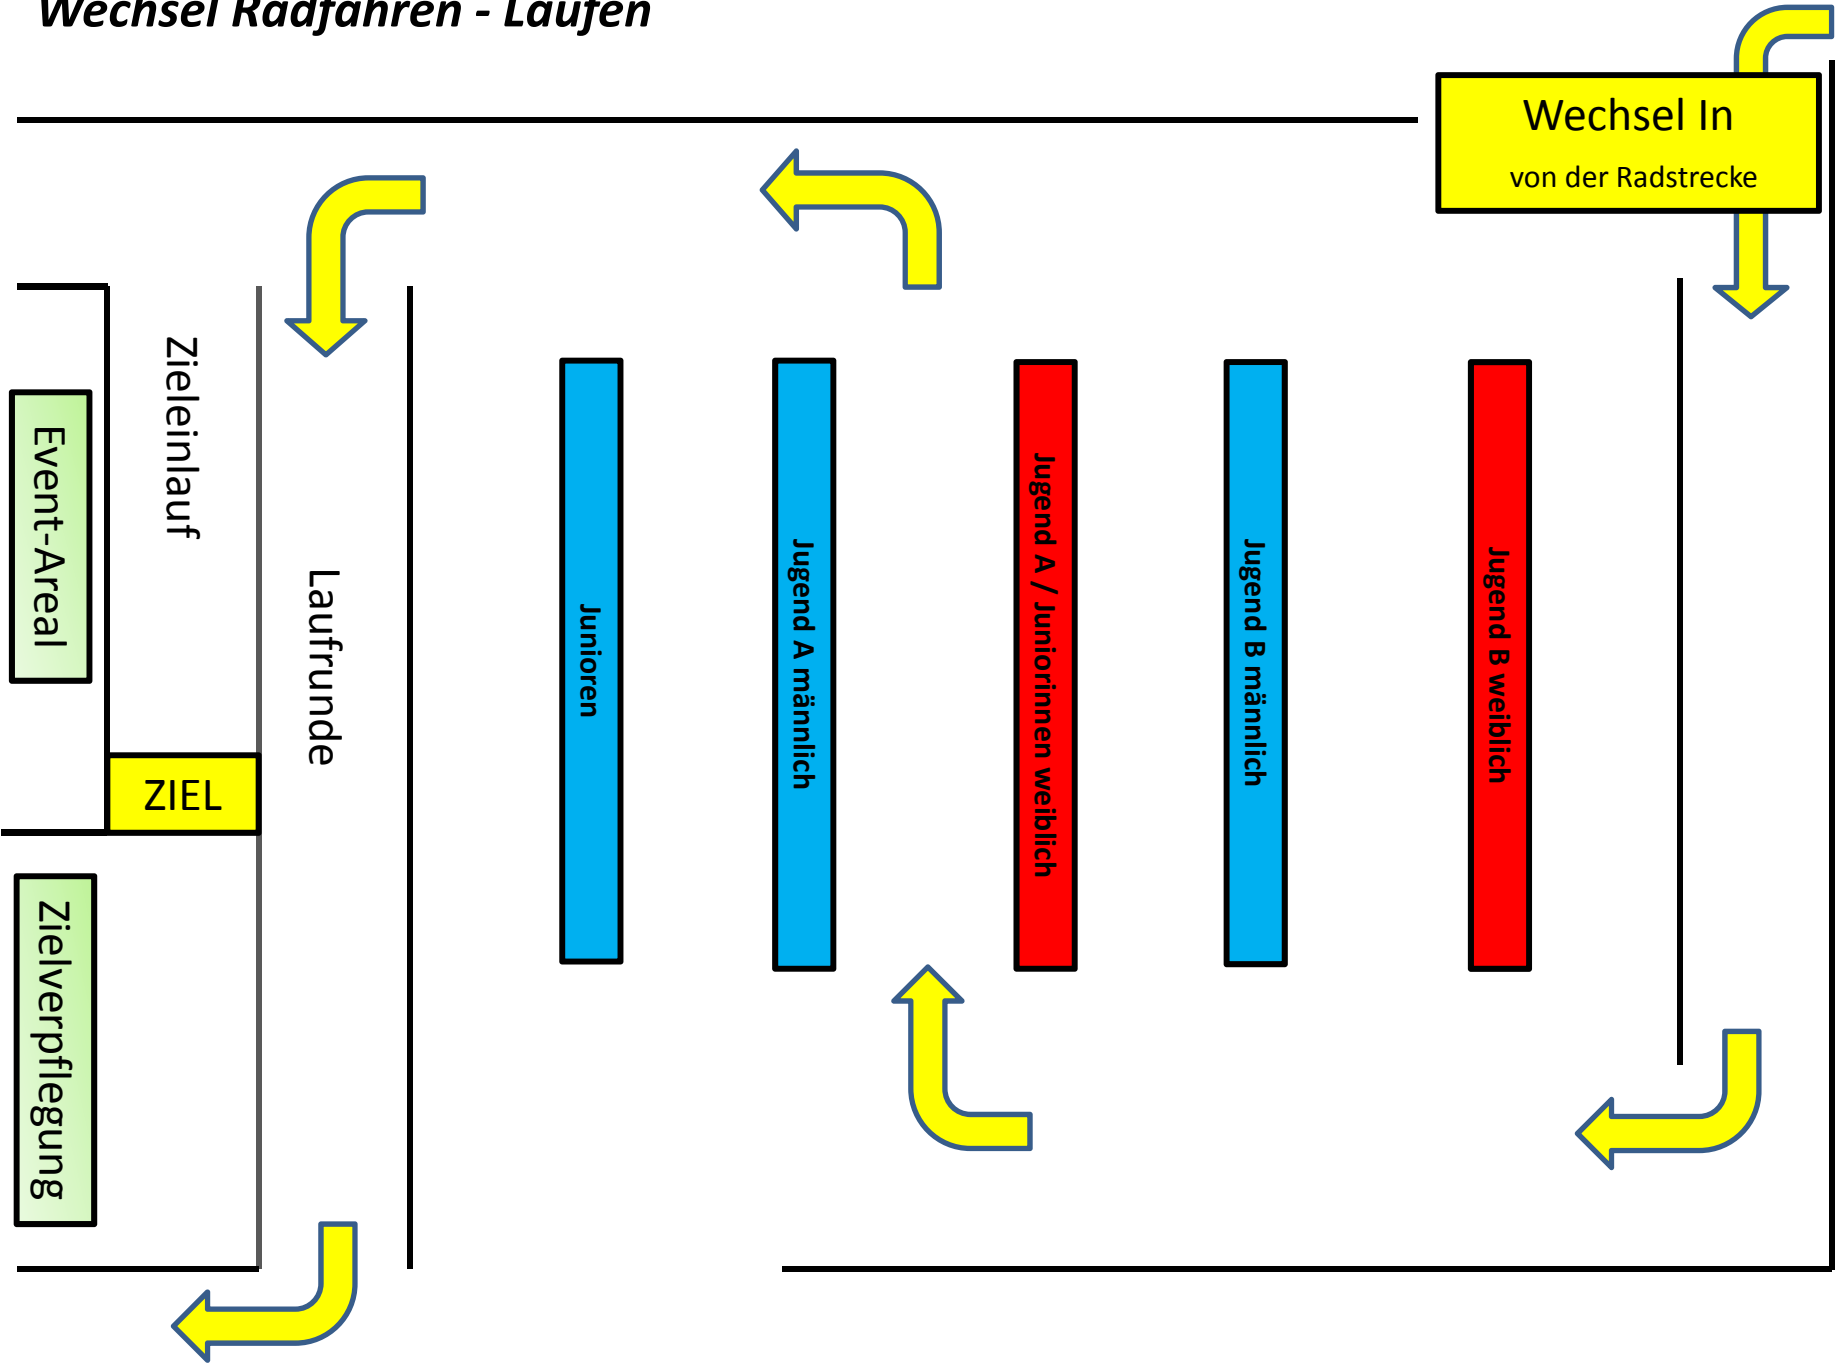 Wechsel Radfahren - Laufen
Wechsel In
von der Radstrecke
Event-Areal
Zieleinlauf
Laufrunde
ZIEL
Zielverpflegung
Junioren
Jugend A männlich
Jugend A / Juniorinnen weiblich
Jugend B männlich
Jugend B weiblich